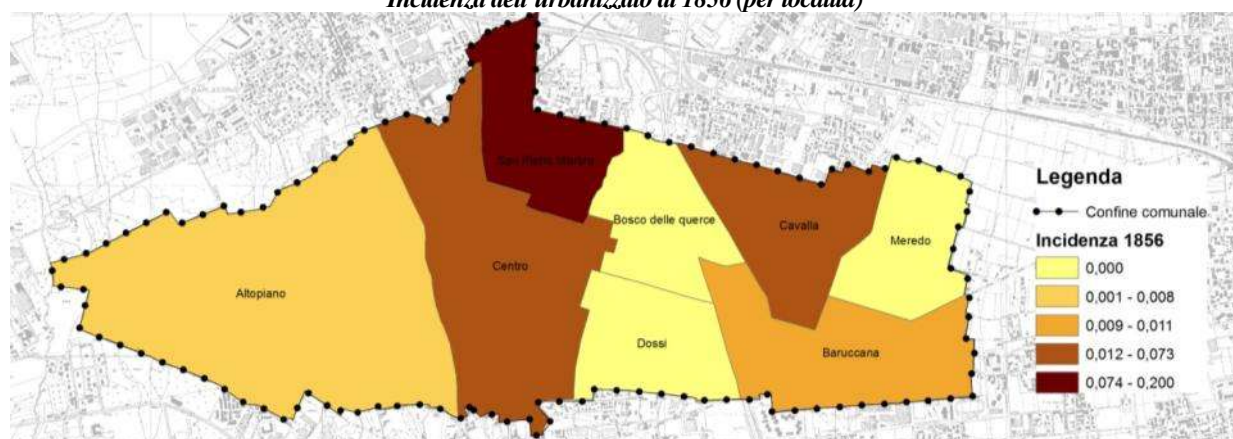 Incidenza dell'urbanizzato al 1856 (per località)
San Pietro Martire
Bosco delle querce
Cavalla
Meredo
Centro
Altopiano
Dossi
Baruccana
Legenda
Confine comunale
Incidenza 1856
0,000
0,001 - 0,008
0,009 - 0,011
0,012 - 0,073
0,074 - 0,200